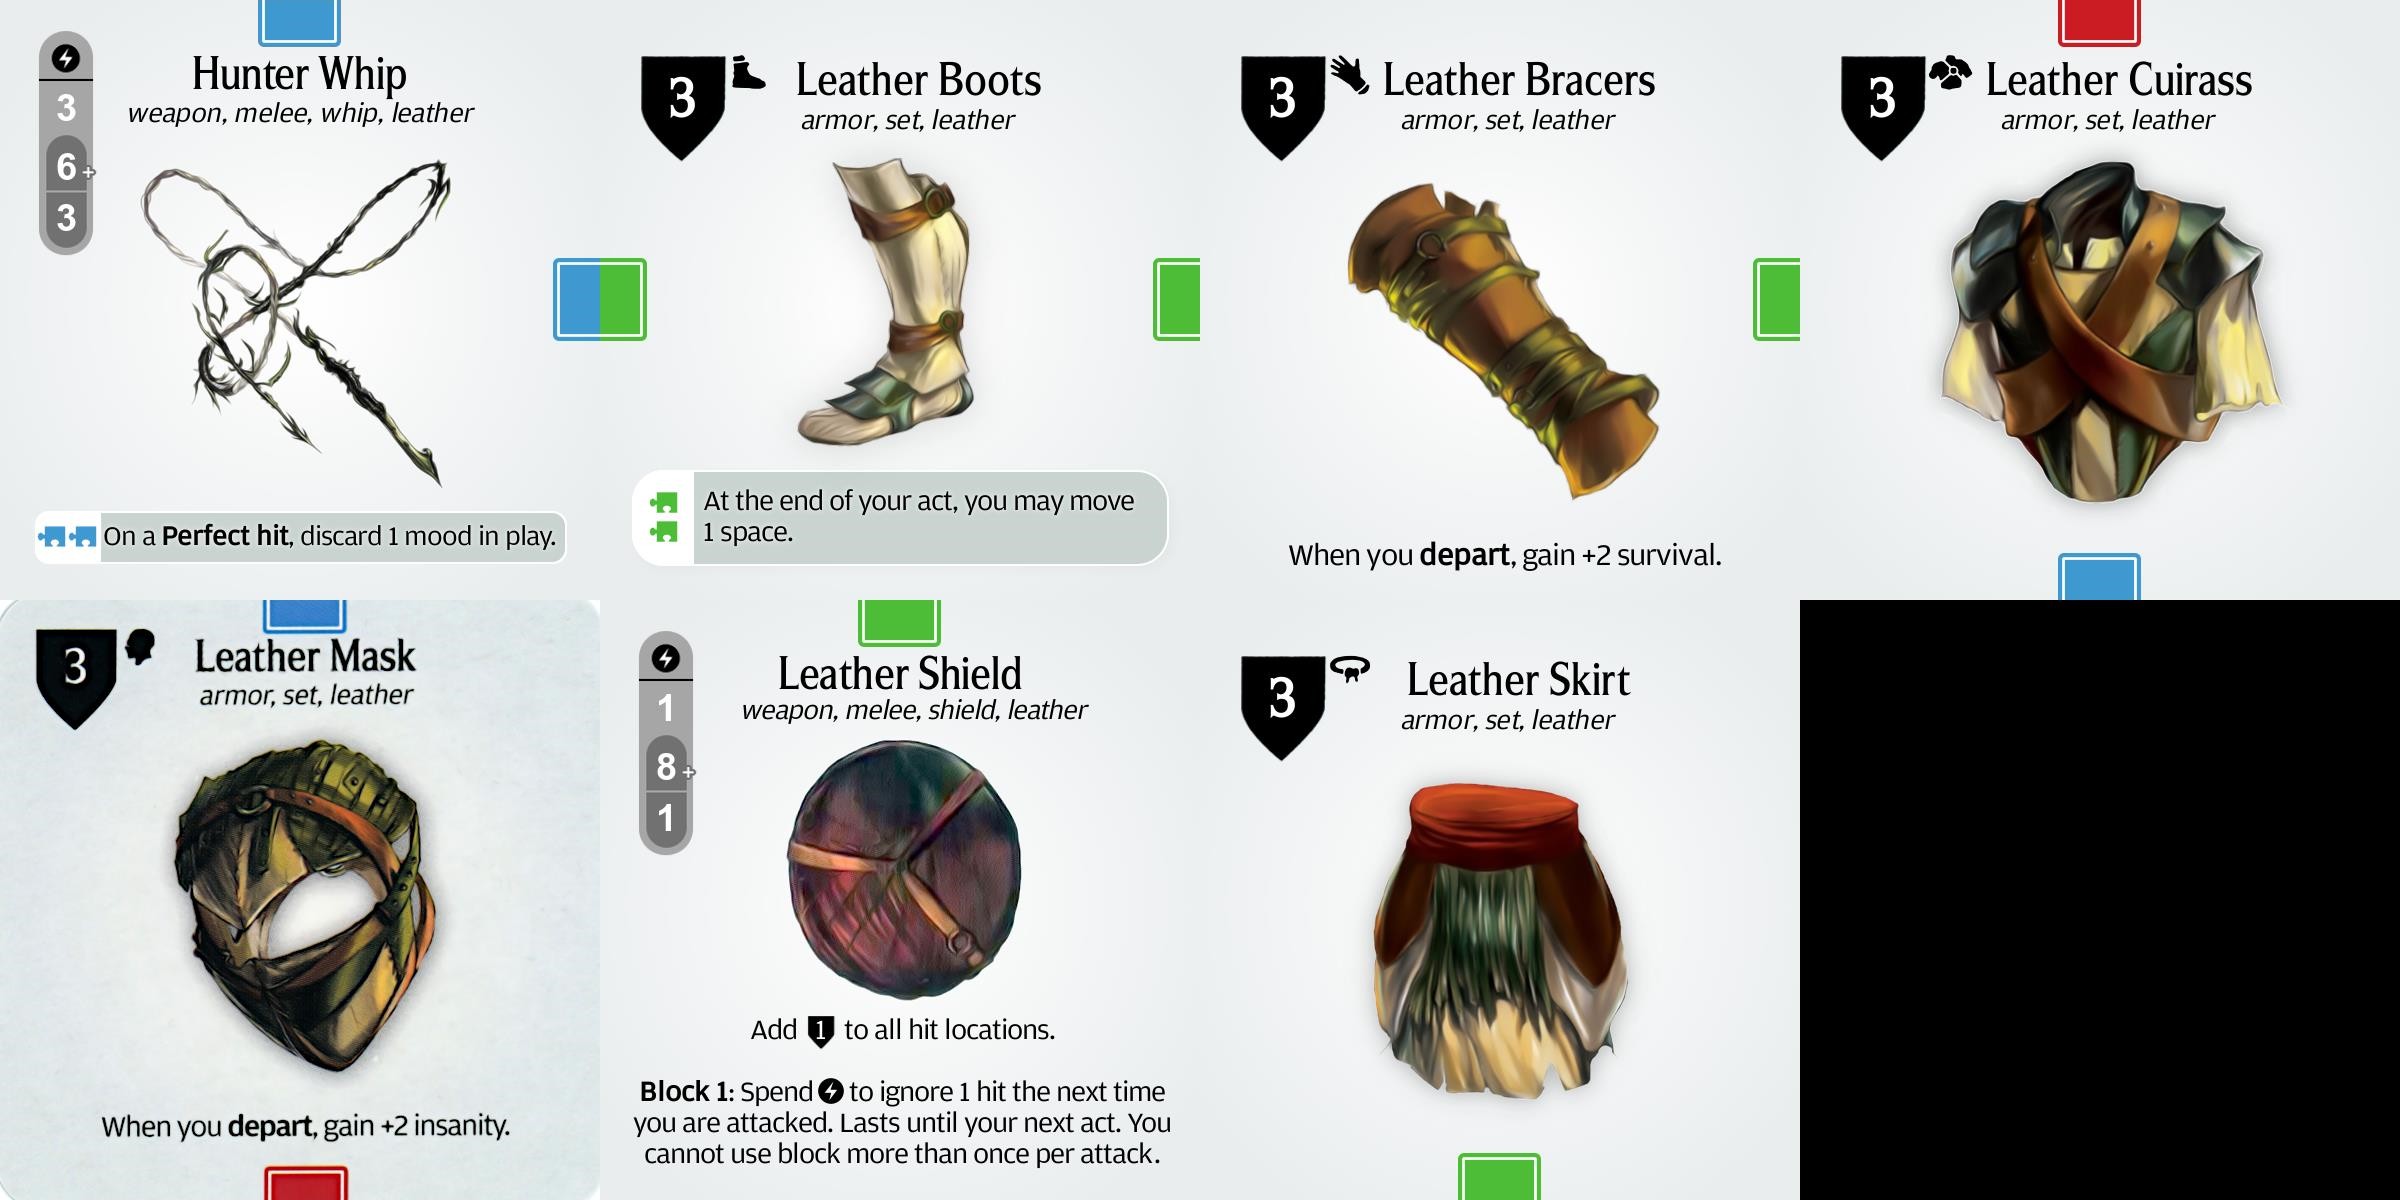 Hunter Whip
weapon, melee, whip, leather
3
6+
3
On a Perfect hit, discard 1 mood in play.
3
Leather Boots
armor, set, leather
At the end of your act, you may move
1 space.
3
Leather Bracers
armor, set, leather
When you depart, gain +2 survival.
3
Leather Cuirass
armor, set, leather
3
Leather Mask
armor, set, leather
When you depart, gain +2 insanity.
Leather Shield
weapon, melee, shield, leather
1
8+
1
Add 1 to all hit locations.
Block 1: Spend to ignore 1 hit the next time
you are attacked. Lasts until your next act. You
cannot use block more than once per attack.
3
Leather Skirt
armor, set, leather